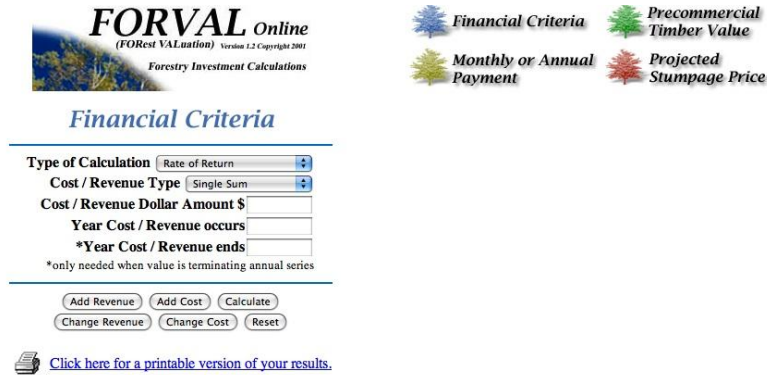 FORVAL Online
(FORest VALuation) Version 1.2 Copyright 2001
Forestry Investment Calculations
Financial Criteria
Precommercial
Timber Value
Monthly or Annual
Payment
Projected
Stumpage Price
Financial Criteria
Type of Calculation Rate of Return
Cost / Revenue Type Single Sum
Cost / Revenue Dollar Amount $
Year Cost / Revenue occurs
*Year Cost / Revenue ends
*only needed when value is terminating annual series
Add Revenue Add Cost Calculate
Change Revenue Change Cost Reset
Click here for a printable version of your results.